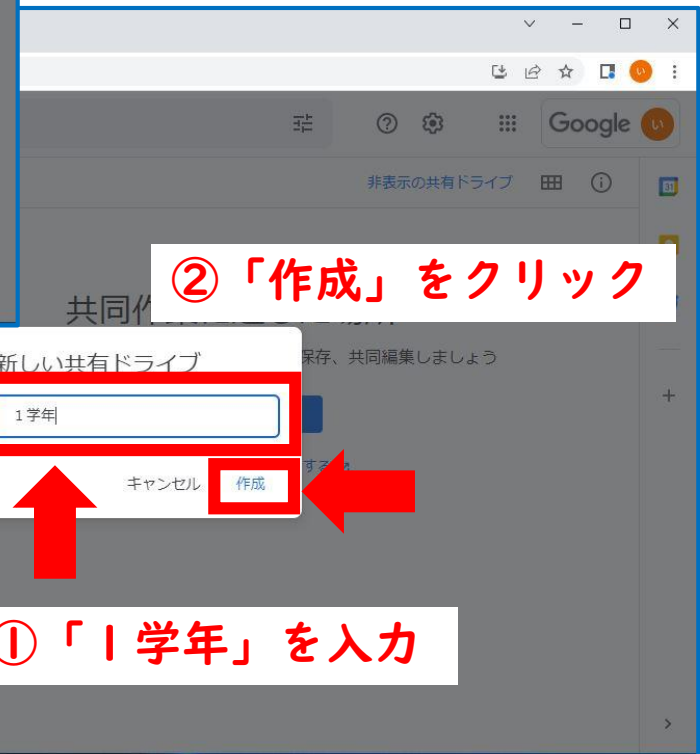 Google い
非表示の共有ドライブ
31
②「作成」をクリック
新しい共有ドライブ
保存、共同編集しましょう
1学年
キャンセル 作成
する
①「1学年」を入力